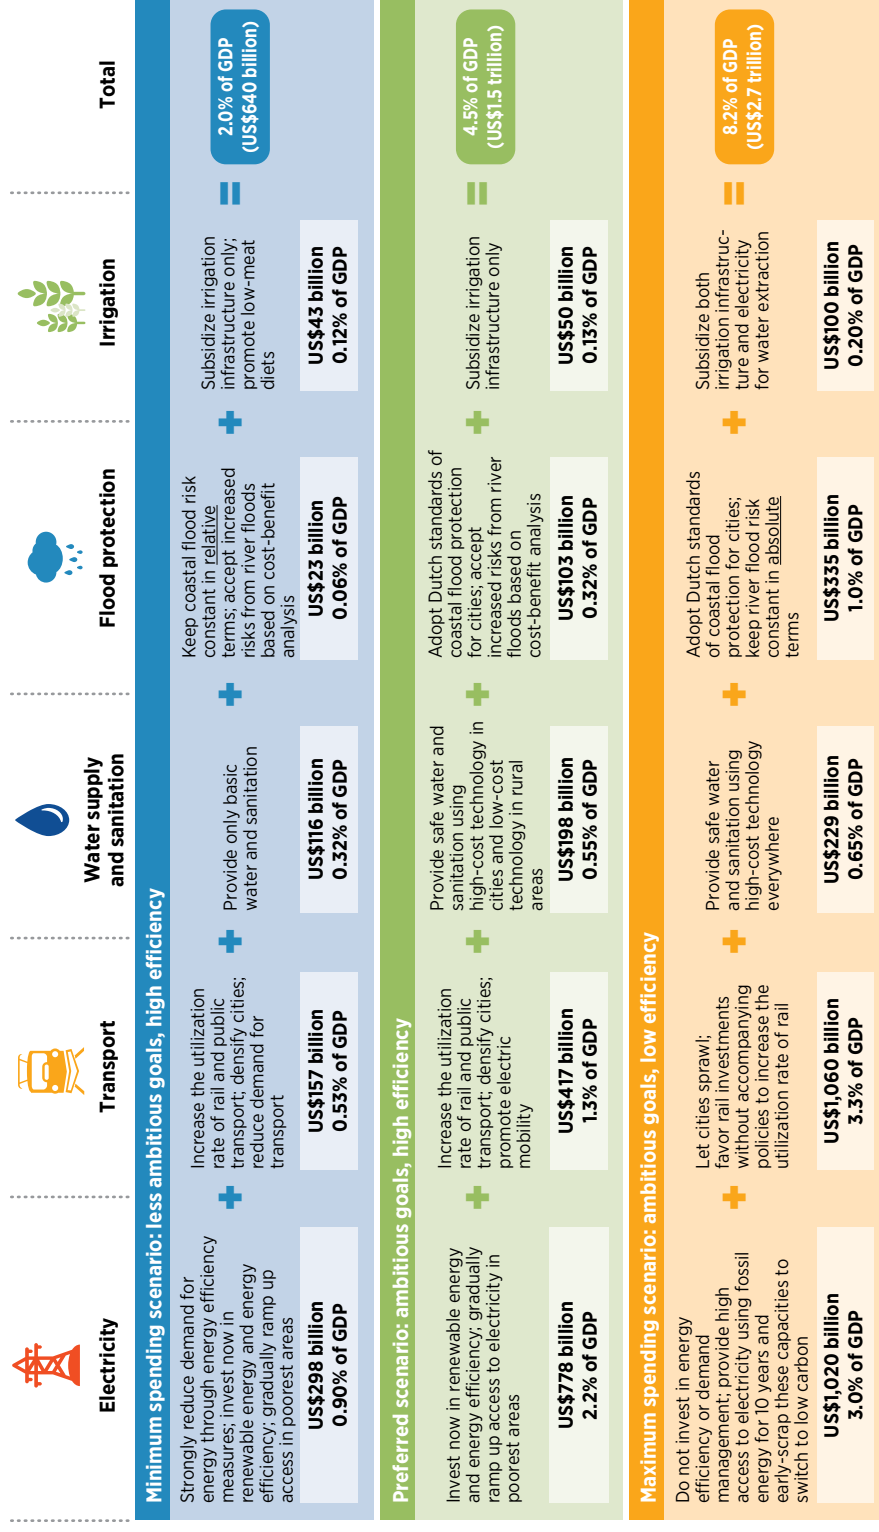 Electricity
Transport
Water supply
and sanitation
Flood protection
Irrigation
Total
Minimum spending scenario: less ambitious goals, high efficiency
Strongly reduce demand for
energy through energy efficiency
measures; invest now in
renewable energy and energy
efficiency; gradually ramp up
access in poorest areas
US$298 billion
0.90% of GDP
+
Increase the utilization
rate of rail and public
transport; densify cities;
reduce demand for
transport
US$157 billion
0.53% of GDP
+
Provide only basic
water and sanitation
US$116 billion
0.32% of GDP
+
Keep coastal flood risk
constant in relative
terms; accept increased
risks from river floods
based on cost-benefit
analysis
US$23 billion
0.06% of GDP
+
Subsidize irrigation
infrastructure only;
promote low-meat
diets
US$43 billion
0.12% of GDP
=
2.0% of GDP
(US$640 billion)
Preferred scenario: ambitious goals, high efficiency
Invest now in renewable energy
and energy efficiency; gradually
ramp up access to electricity in
poorest areas
US$778 billion
2.2% of GDP
+
Increase the utilization
rate of rail and public
transport; densify cities;
promote electric
mobility
US$417 billion
1.3% of GDP
+
Provide safe water and
sanitation using
high-cost technology in
cities and low-cost
technology in rural
areas
US$198 billion
0.55% of GDP
+
Adopt Dutch standards of
coastal flood protection
for cities; accept
increased risks from river
floods based on
cost-benefit analysis
US$103 billion
0.32% of GDP
+
Subsidize irrigation
infrastructure only
US$50 billion
0.13% of GDP
=
4.5% of GDP
(US$1.5 trillion)
Maximum spending scenario: ambitious goals, low efficiency
Do not invest in energy
efficiency or demand
management; provide high
access to electricity using fossil
energy for 10 years and
early-scrap these capacities to
switch to low carbon
US$1,020 billion
3.0% of GDP
+
Let cities sprawl;
favor rail investments
without accompanying
policies to increase the
utilization rate of rail
US$1,060 billion
3.3% of GDP
+
Provide safe water
and sanitation using
high-cost technology
everywhere
US$229 billion
0.65% of GDP
+
Adopt Dutch standards
of coastal flood
protection for cities;
keep river flood risk
constant in absolute
terms
US$335 billion
1.0% of GDP
+
Subsidize both
irrigation infrastruc-
ture and electricity
for water extraction
US$100 billion
0.20% of GDP
=
8.2% of GDP
(US$2.7 trillion)